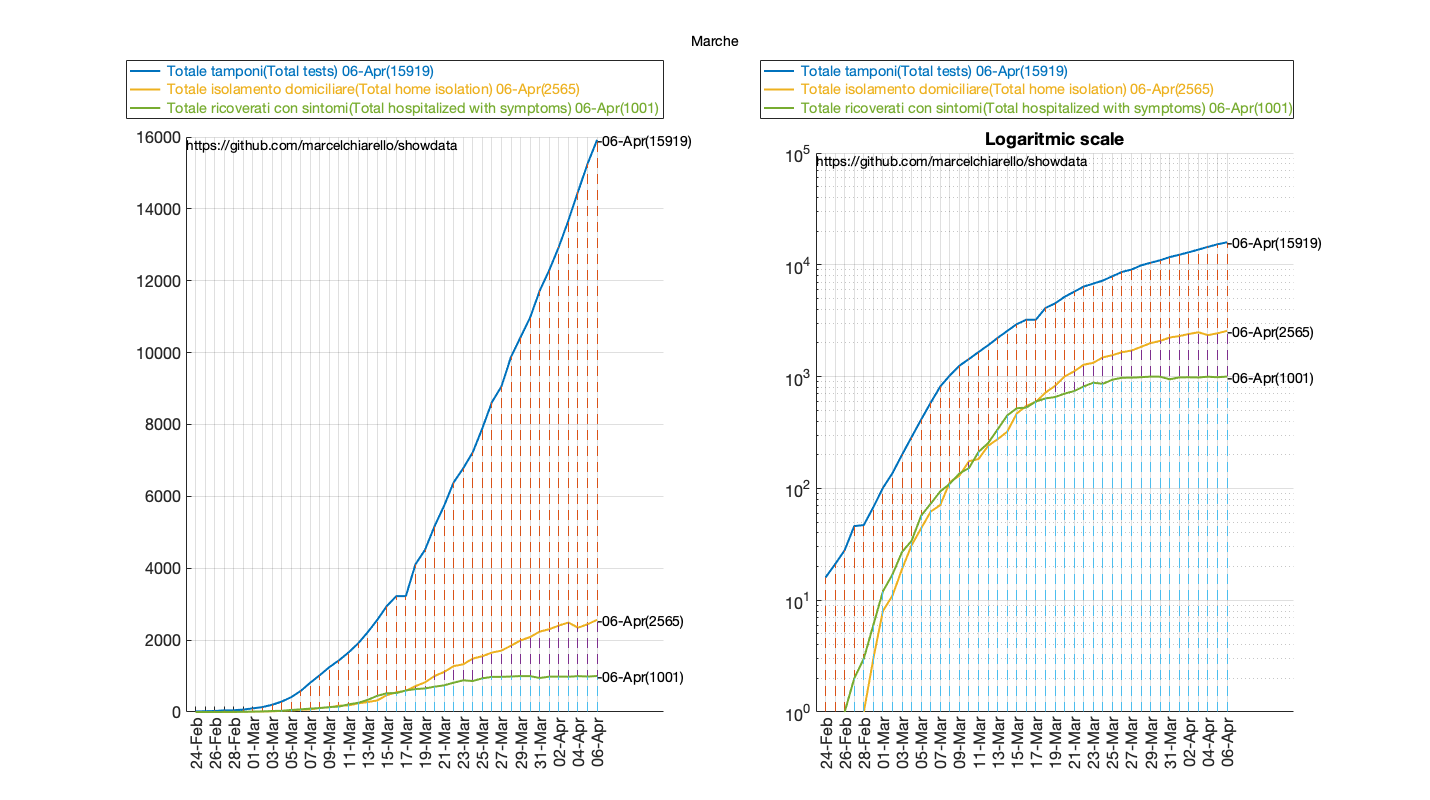 Marche
Totale tamponi(Total tests) 06-Apr(15919)
Totale isolamento domiciliare(Total home isolation) 06-Apr(2565)
Totale ricoverati con sintomi(Total hospitalized with symptoms) 06-Apr(1001)
https://github.com/marcelchiarello/showdata
16000
14000
12000
10000
8000
6000
4000
2000
0
-06-Apr(15919)
-06-Apr(2565)
-06-Apr(1001)
24-Feb
26-Feb
28-Feb
01-Mar
03-Mar
05-Mar
07-Mar
09-Mar
11-Mar
13-Mar
15-Mar
17-Mar
19-Mar
21-Mar
23-Mar
25-Mar
27-Mar
29-Mar
31-Mar
02-Apr
04-Apr
06-Apr
Totale tamponi(Total tests) 06-Apr(15919)
Totale isolamento domiciliare(Total home isolation) 06-Apr(2565)
Totale ricoverati con sintomi(Total hospitalized with symptoms) 06-Apr(1001)
Logaritmic scale
https://github.com/marcelchiarello/showdata
10^5
10^4
10^3
10^2
10^1
10^0
-06-Apr(15919)
-06-Apr(2565)
-06-Apr(1001)
24-Feb
26-Feb
28-Feb
01-Mar
03-Mar
05-Mar
07-Mar
09-Mar
11-Mar
13-Mar
15-Mar
17-Mar
19-Mar
21-Mar
23-Mar
25-Mar
27-Mar
29-Mar
31-Mar
02-Apr
04-Apr
06-Apr